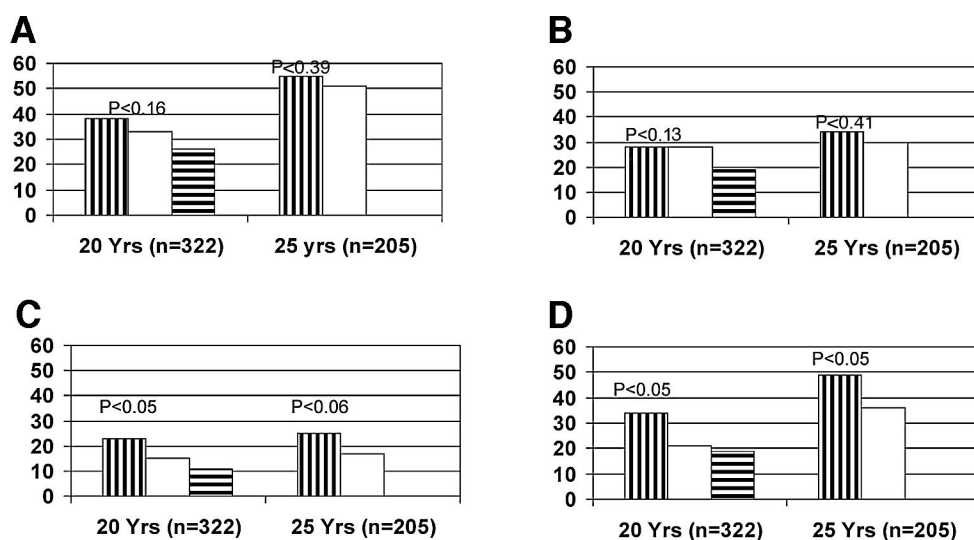 A
60
50
40
30
20
10
0
P<0.16
P<0.39
20 Yrs (n=322)
25 yrs (n=205)
B
60
50
40
30
20
10
0
P<0.13
P<0.41
20 Yrs (n=322)
25 Yrs (n=205)
C
60
50
40
30
20
10
0
P<0.05
P<0.06
20 Yrs (n=322)
25 Yrs (n=205)
D
60
50
40
30
20
10
0
P<0.05
P<0.05
20 Yrs (n=322)
25 Yrs (n=205)